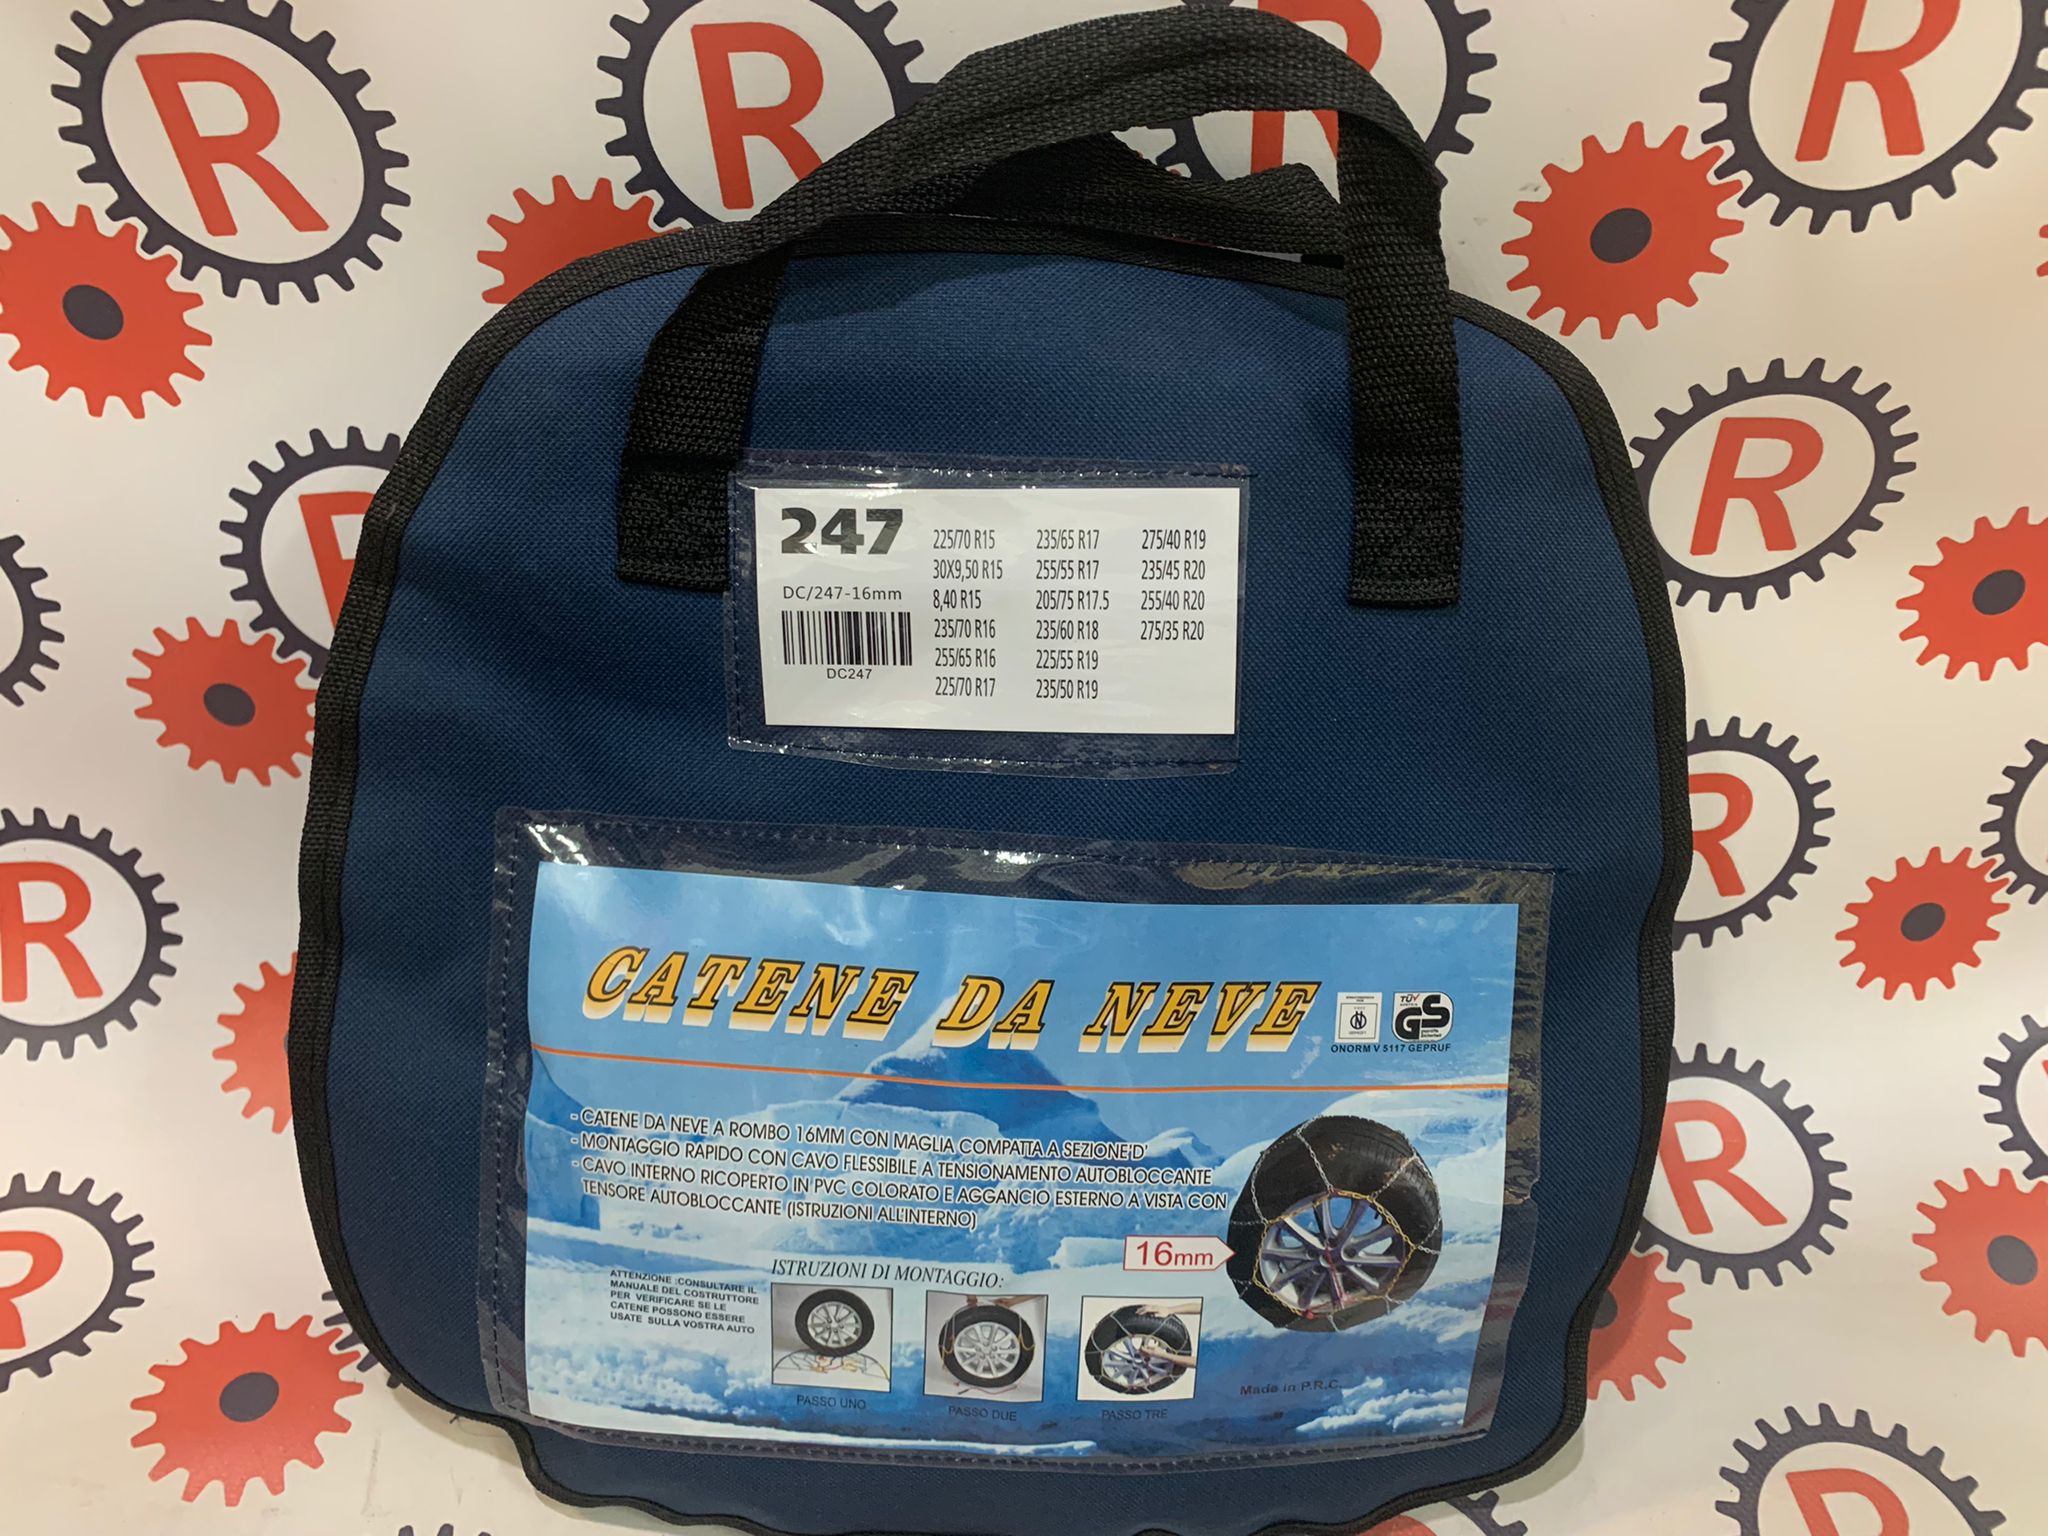 247
DC/247-16mm
DC247
225/70 R15
30X9,50 R15
8,40 R15
235/70 R16
255/65 R16
225/70 R17
235/65 R17
255/55 R17
205/75 R17.5
235/60 R18
225/55 R19
235/50 R19
275/40 R19
235/45 R20
255/40 R20
275/35 R20
CATENE DA NEVE
TÜV
GS
geprüfte
Sicherheit
ONORM V 5117 GEPRUF
- CATENE DA NEVE A ROMBO 16MM CON MAGLIA COMPATTA A SEZIONE'D'
- MONTAGGIO RAPIDO CON CAVO FLESSIBILE A TENSIONAMENTO AUTOBLOCCANTE
- CAVO INTERNO RICOPERTO IN PVC COLORATO E AGGANCIO ESTERNO A VISTA CON
TENSORE AUTOBLOCCANTE (ISTRUZIONI ALL'INTERNO)
16mm
ATTENZIONE :CONSULTARE IL
MANUALE DEL COSTRUTTORE
PER VERIFICARE SE LE
CATENE POSSONO ESSERE
USATE SULLA VOSTRA AUTO
ISTRUZIONI DI MONTAGGIO:
PASSO UNO
PASSO DUE
PASSO TRE
Made in P.R.C.
R
R
R
R
R
R
R
R
R
R
R
R